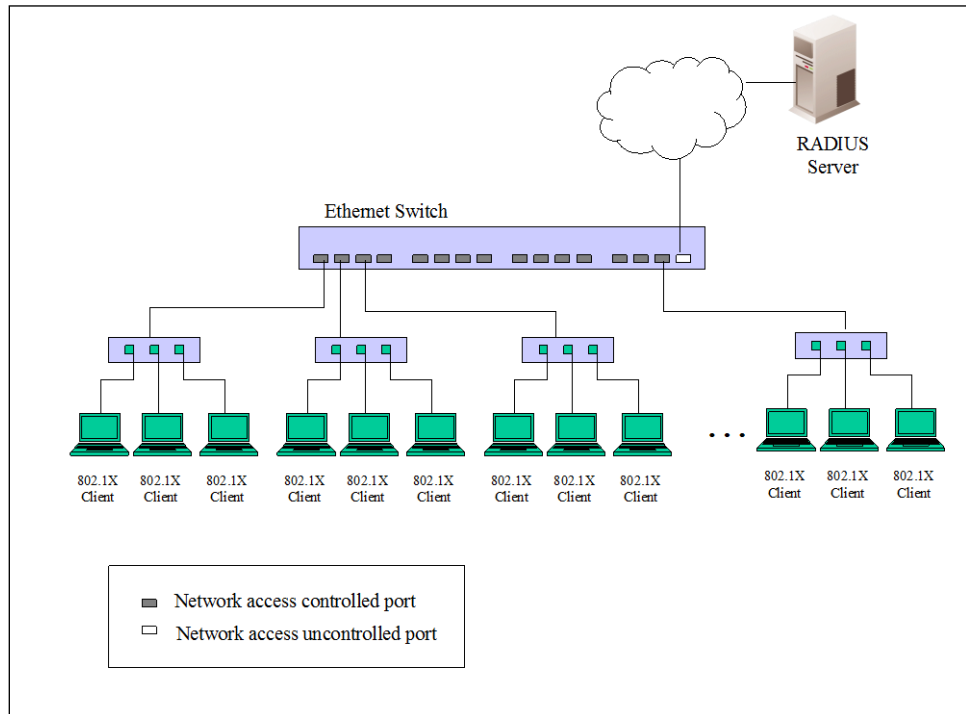 RADIUS
Server
Ethernet Switch
802.1X
Client
802.1X
Client
802.1X
Client
802.1X
Client
802.1X
Client
802.1X
Client
802.1X
Client
802.1X
Client
802.1X
Client
...
802.1X
Client
802.1X
Client
802.1X
Client
Network access controlled port
Network access uncontrolled port